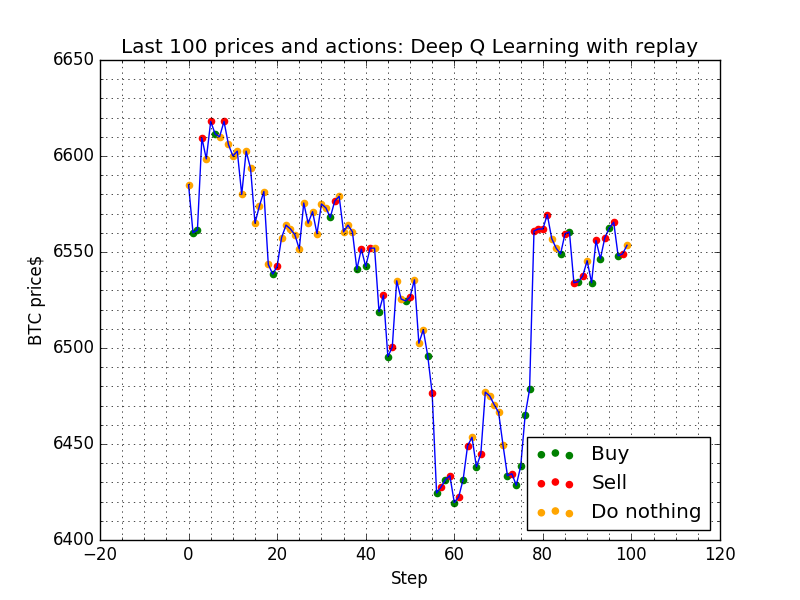 Last 100 prices and actions: Deep Q Learning with replay
6650
6600
6550
6500
6450
6400
BTC price$
−20
0
20
40
60
80
100
120
Step
Buy
Sell
Do nothing